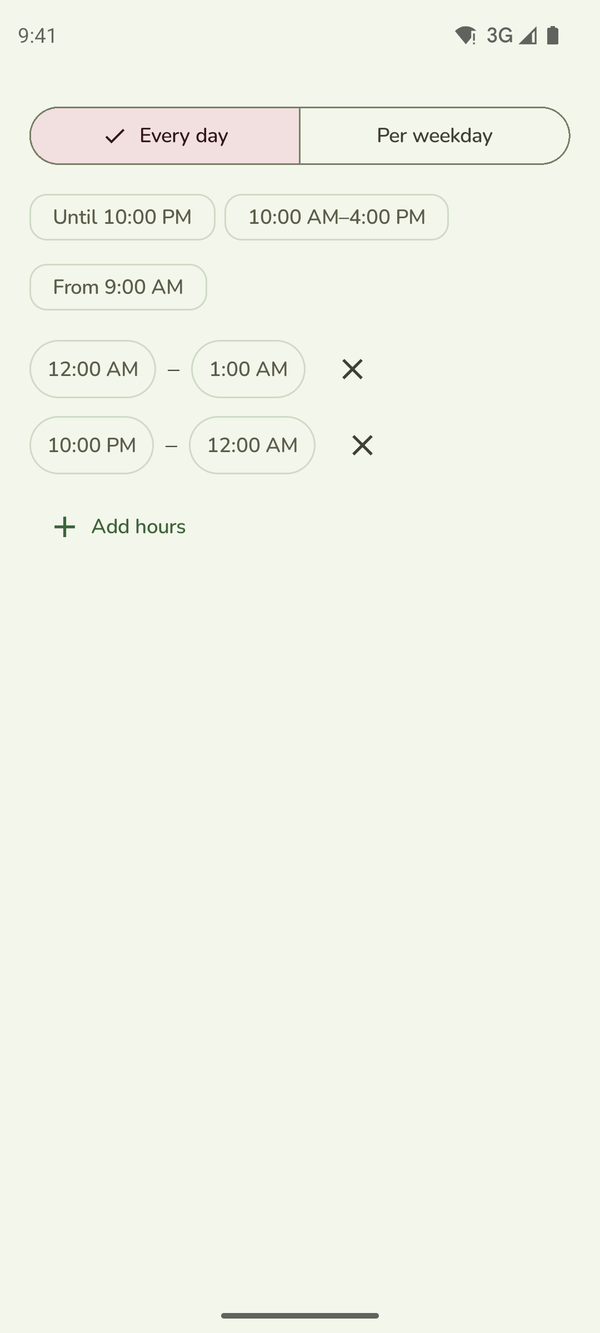 9:41 3G
Every day Per weekday
Until 10:00 PM 10:00 AM–4:00 PM
From 9:00 AM
12:00 AM – 1:00 AM
10:00 PM – 12:00 AM
Add hours